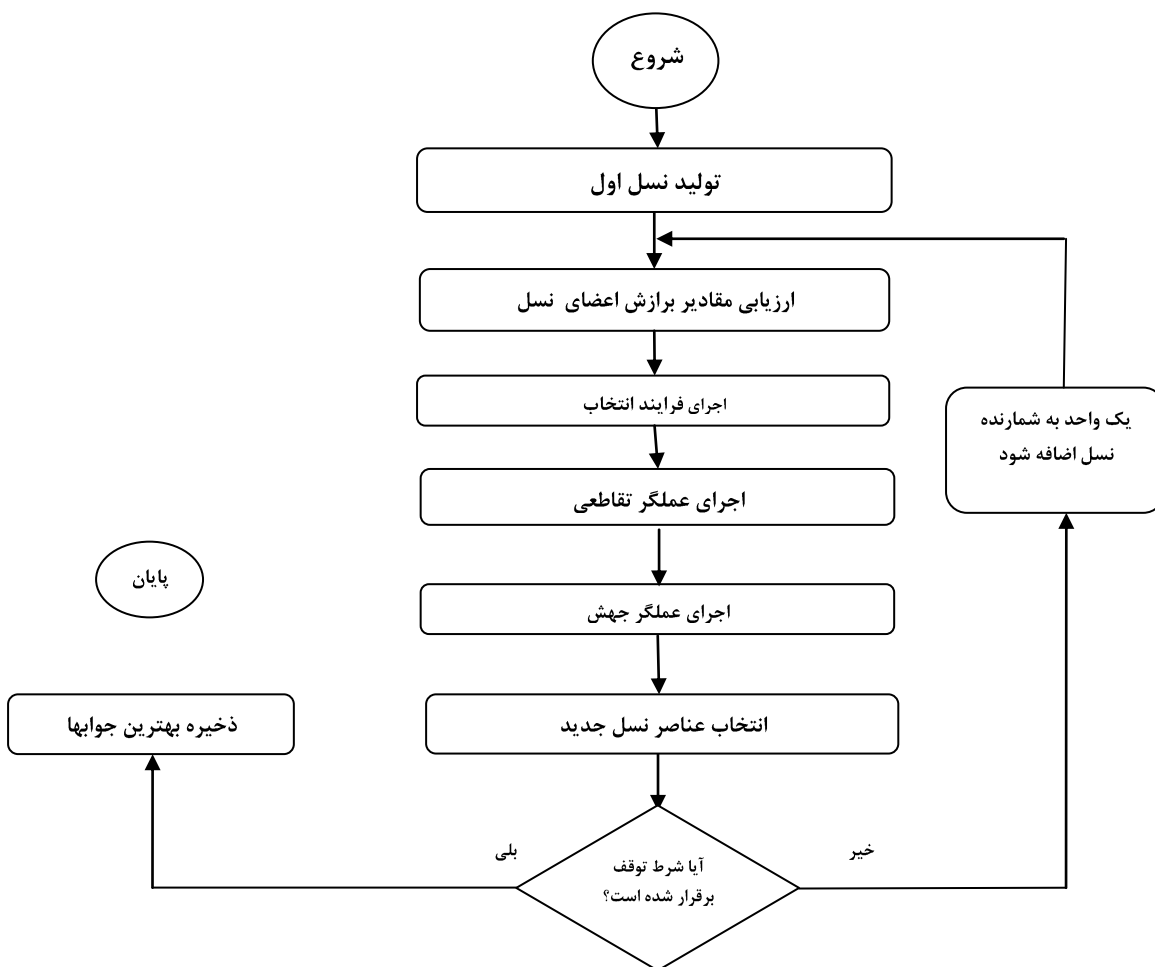 شروع
تولید نسل اول
ارزیابی مقادیر برازش اعضای نسل
اجرای فرایند انتخاب
یک واحد به شمارنده
نسل اضافه شود
اجرای عملگر تقاطعی
پایان
اجرای عملگر جهش
انتخاب عناصر نسل جدید
ذخیره بهترین جوابها
خیر
بلی
آیا شرط توقف
برقرار شده است؟